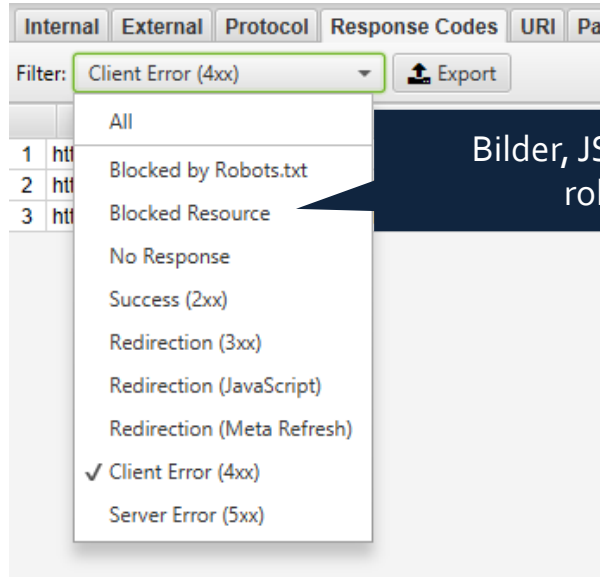 Internal External Protocol Response Codes URI
Filter: Client Error (4xx) Export
All
Blocked by Robots.txt
Blocked Resource
No Response
Success (2xx)
Redirection (3xx)
Redirection (JavaScript)
Redirection (Meta Refresh)
✓ Client Error (4xx)
Server Error (5xx)
1
2
3
Bilder,